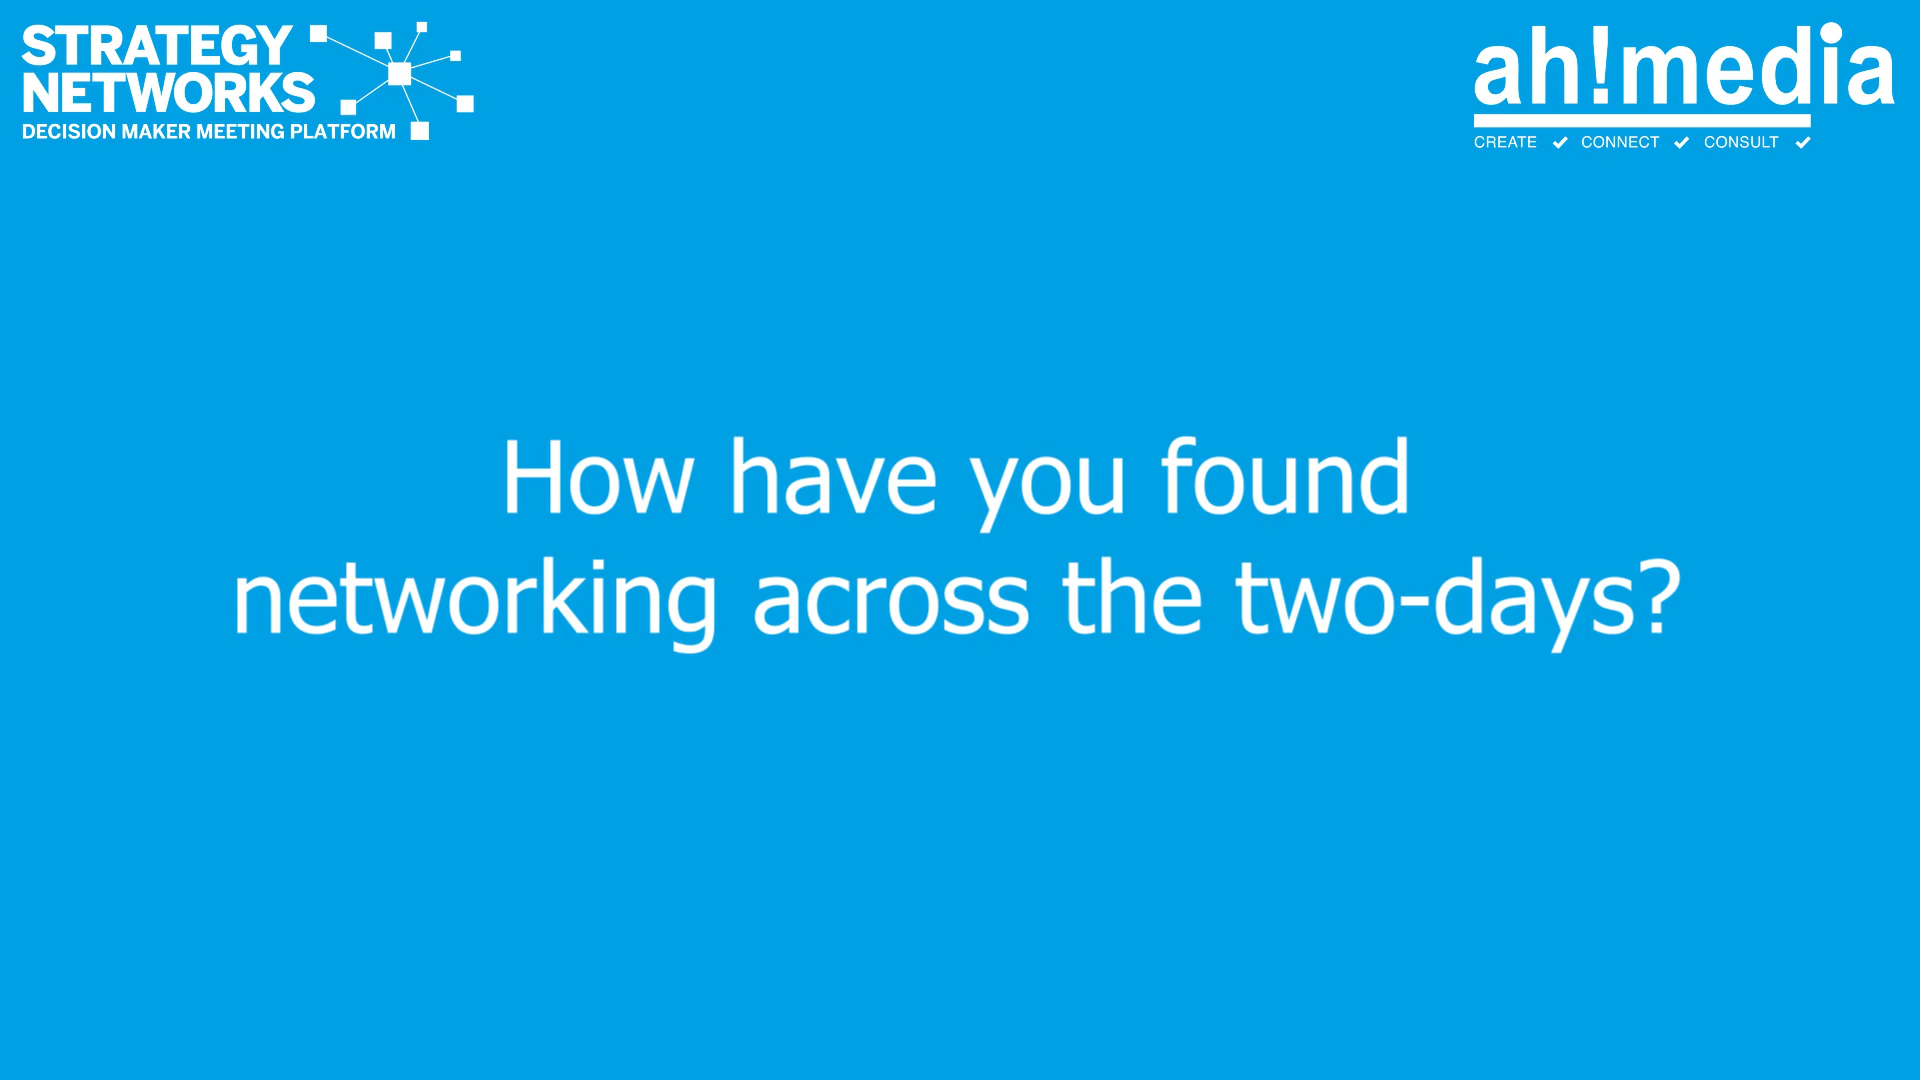 STRATEGY
NETWORKS
DECISION MAKER MEETING PLATFORM
ah!media
CREATE CONNECT CONSULT
How have you found
networking across the two-days?